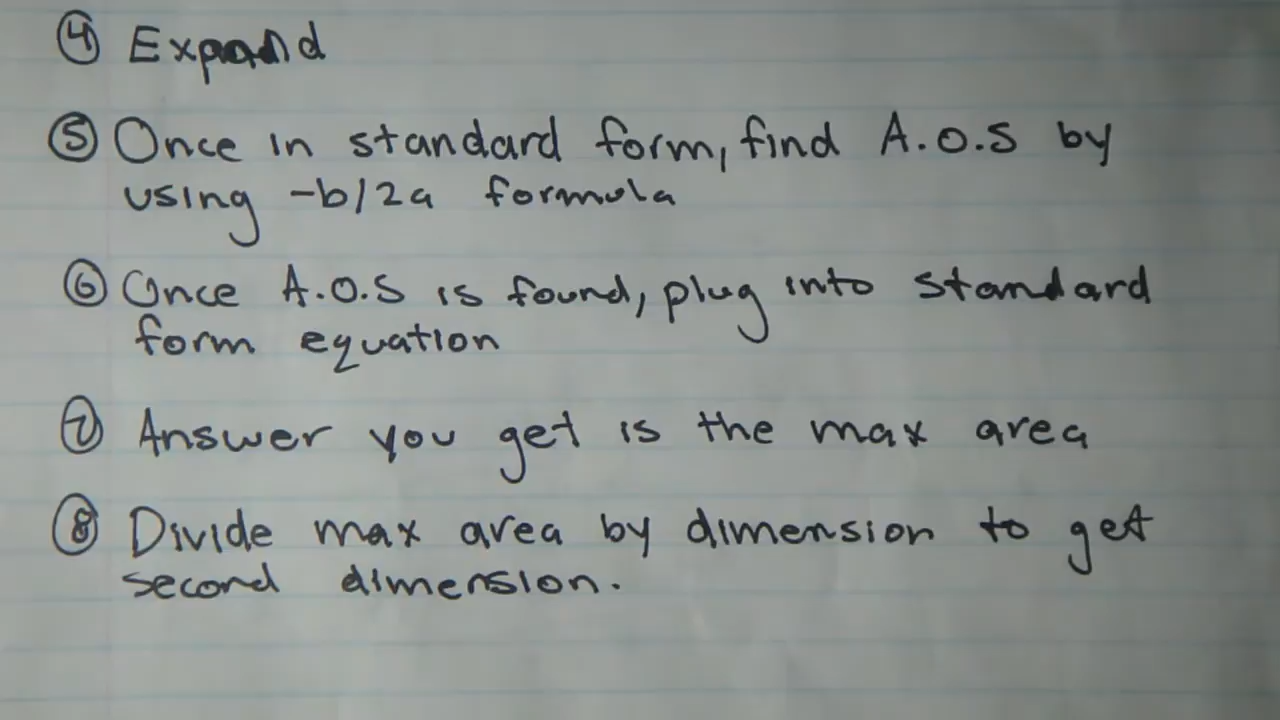 ④ Expand
⑤ Once in standard form, find A.O.S by
using -b/2a formula
⑥ Once A.O.S is found, plug into standard
form equation
⑦ Answer you get is the max area
⑧ Divide max area by dimension to get
second dimension.